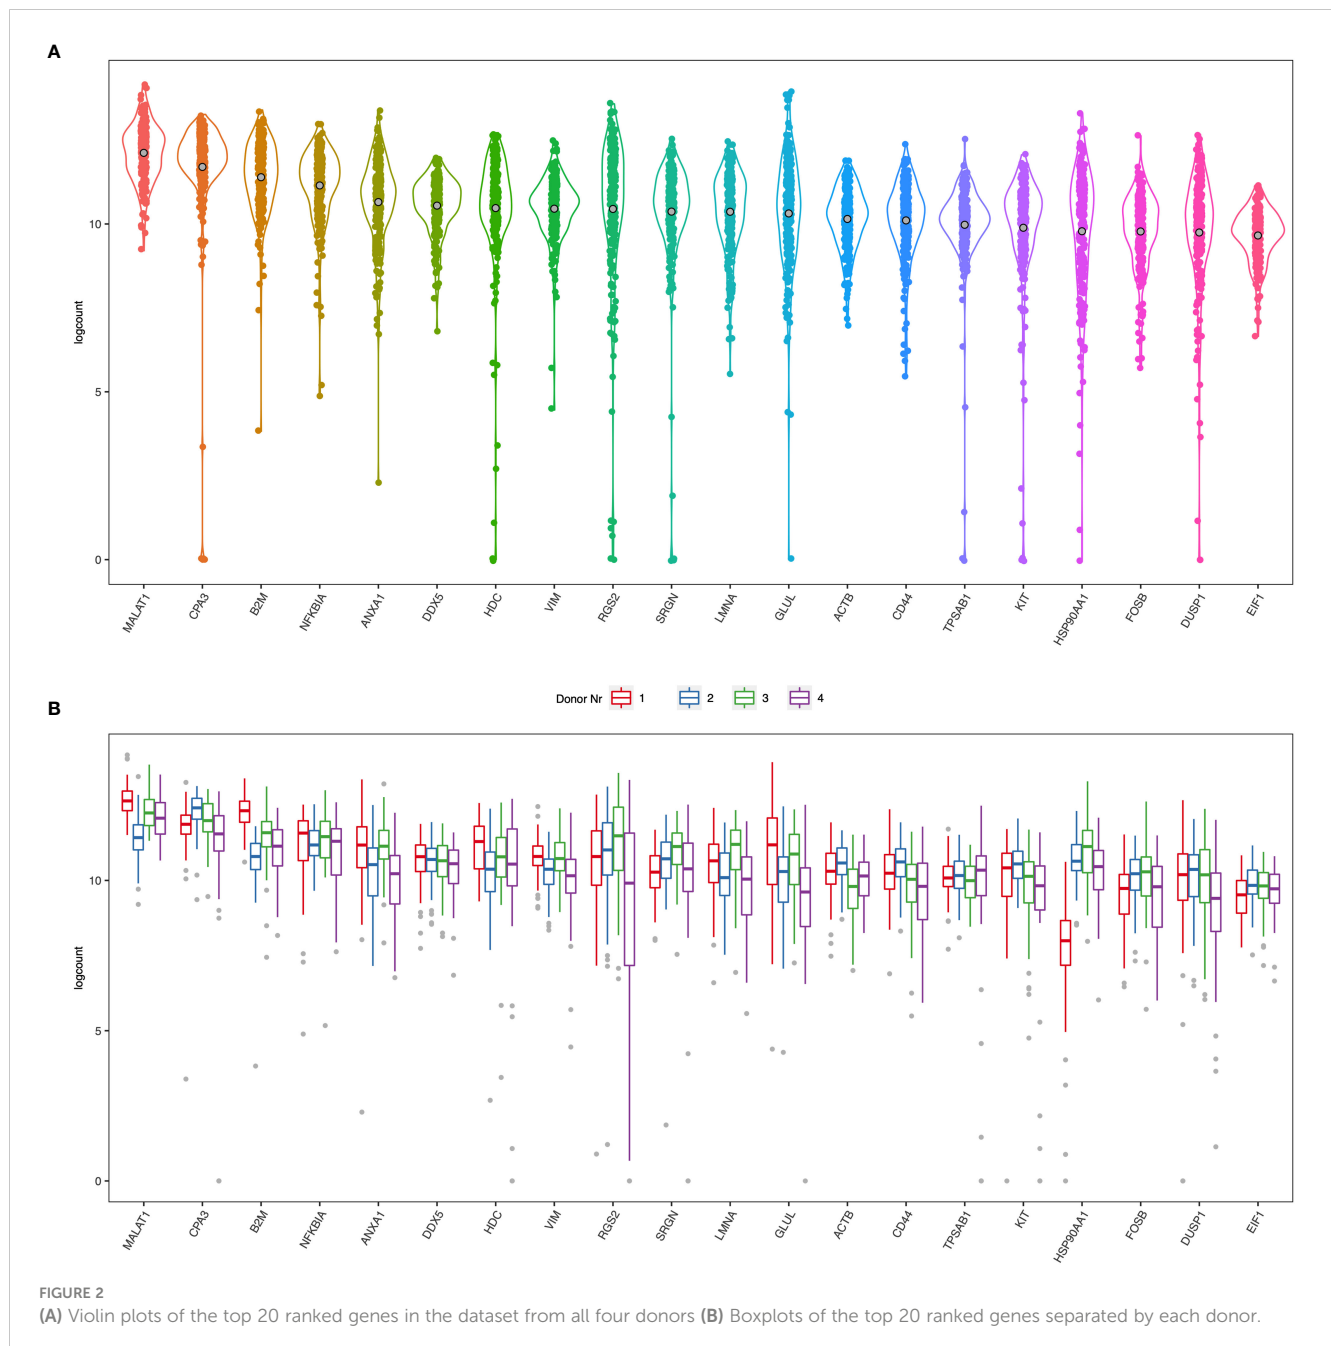 A
logcount
10
5
0
MALAT1
CPA3
B2M
NFKBIA
ANXA1
DDX5
HDC
VIM
RGS2
SRGN
LMNA
GLUL
ACTB
CD44
TPSAB1
KIT
HSP90AA1
FOSB
DUSP1
EIF1
Donor Nr 1 2 3 4
B
logcount
10
5
0
MALAT1
CPA3
B2M
NFKBIA
ANXA1
DDX5
HDC
VIM
RGS2
SRGN
LMNA
GLUL
ACTB
CD44
TPSAB1
KIT
HSP90AA1
FOSB
DUSP1
EIF1
FIGURE 2
(A) Violin plots of the top 20 ranked genes in the dataset from all four donors (B) Boxplots of the top 20 ranked genes separated by each donor.